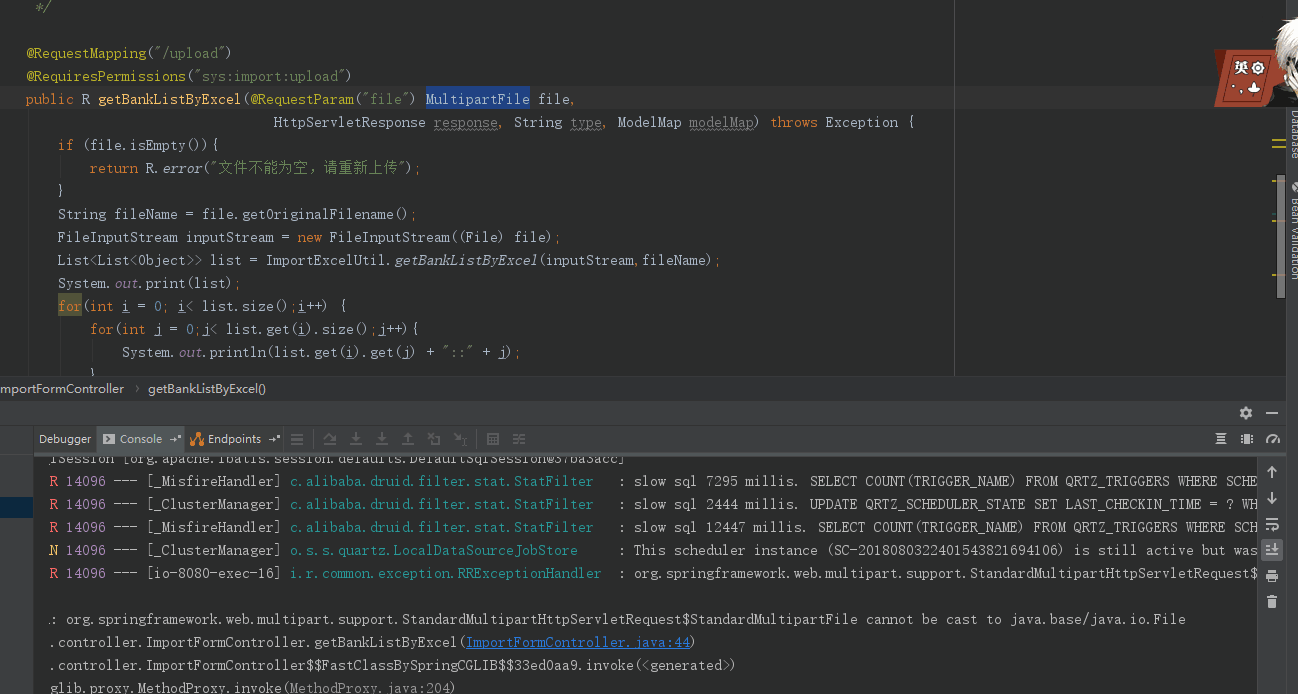 */
@RequestMapping("/upload")
@RequiresPermissions("sys:import:upload")
public R getBankListByExcel(@RequestParam("file") MultipartFile file,
HttpServletResponse response, String type, ModelMap modelMap) throws Exception {
if (file.isEmpty()){
return R.error("文件不能为空，请重新上传");
}
String fileName = file.getOriginalFilename();
FileInputStream inputStream = new FileInputStream((File) file);
List<List<Object>> list = ImportExcelUtil.getBankListByExcel(inputStream,fileName);
System.out.print(list);
for(int i = 0; i< list.size();i++) {
for(int j = 0;j< list.get(i).size();j++){
System.out.println(list.get(i).get(j) + "::" + j);
}
英
Database
Bean Validation
mportFormController › getBankListByExcel()
Debugger Console Endpoints
lSession [org.apache.ibatis.session.defaults.DefaultSqlSession@37ba3acc]
R 14096 --- [_MisfireHandler] c.alibaba.druid.filter.stat.StatFilter : slow sql 7295 millis. SELECT COUNT(TRIGGER_NAME) FROM QRTZ_TRIGGERS WHERE SCHE
R 14096 --- [_ClusterManager] c.alibaba.druid.filter.stat.StatFilter : slow sql 2444 millis. UPDATE QRTZ_SCHEDULER_STATE SET LAST_CHECKIN_TIME = ? WH
R 14096 --- [_MisfireHandler] c.alibaba.druid.filter.stat.StatFilter : slow sql 12447 millis. SELECT COUNT(TRIGGER_NAME) FROM QRTZ_TRIGGERS WHERE SCH
N 14096 --- [_ClusterManager] o.s.s.quartz.LocalDataSourceJobStore : This scheduler instance (SC-2018080322401543821694106) is still active but was
R 14096 --- [io-8080-exec-16] i.r.common.exception.RRExceptionHandler : org.springframework.web.multipart.support.StandardMultipartHttpServletRequest$
: org.springframework.web.multipart.support.StandardMultipartHttpServletRequest$StandardMultipartFile cannot be cast to java.base/java.io.File
.controller.ImportFormController.getBankListByExcel(ImportFormController.java:44)
.controller.ImportFormController$$FastClassBySpringCGLIB$$33ed0aa9.invoke(<generated>)
glib.proxy.MethodProxy.invoke(MethodProxy.java:204)